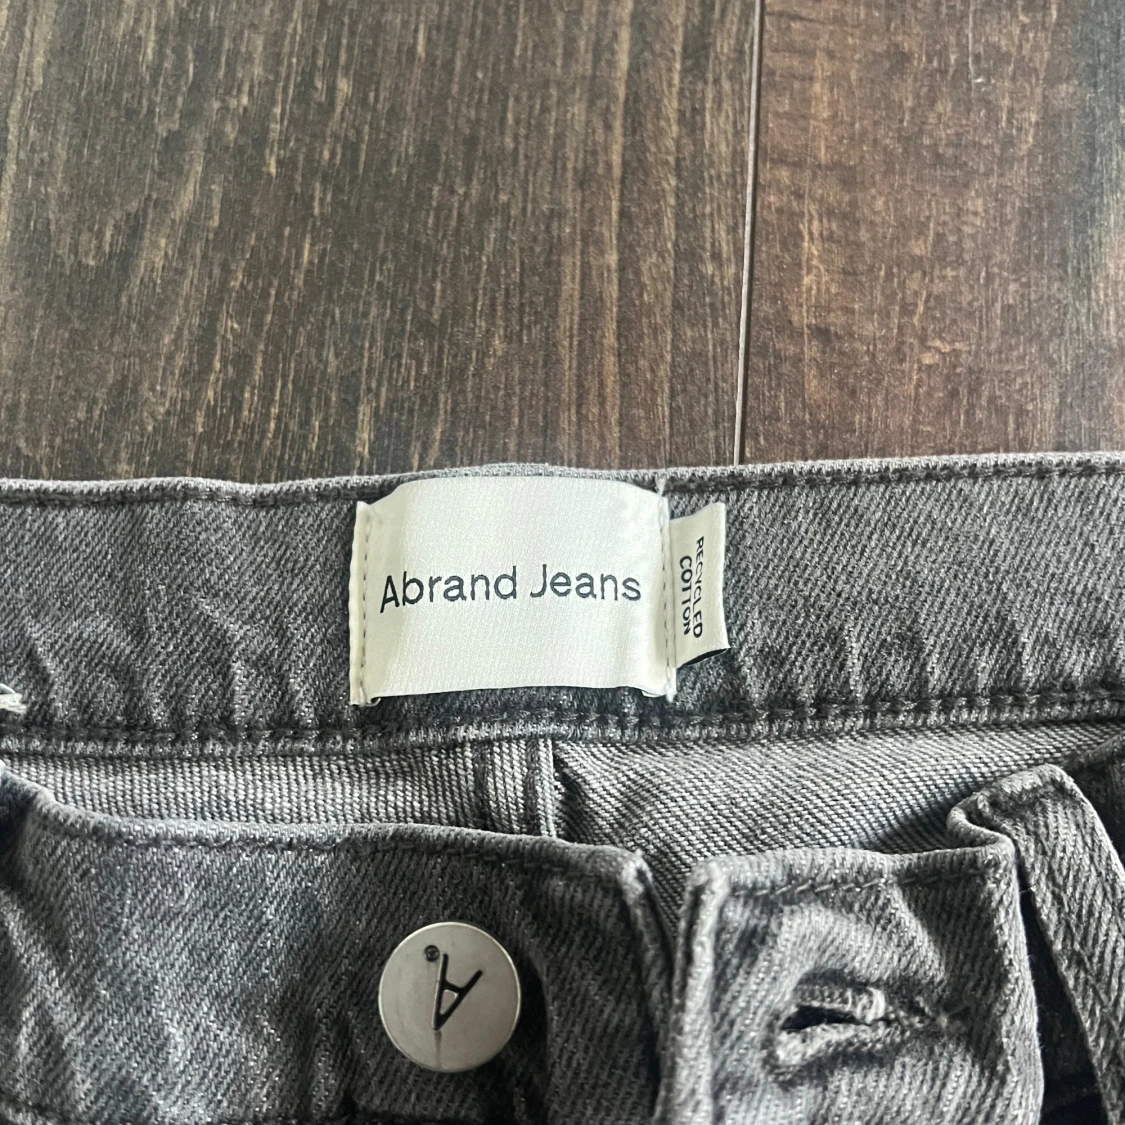 Abrand Jeans
RECYCLED
COTTON
A